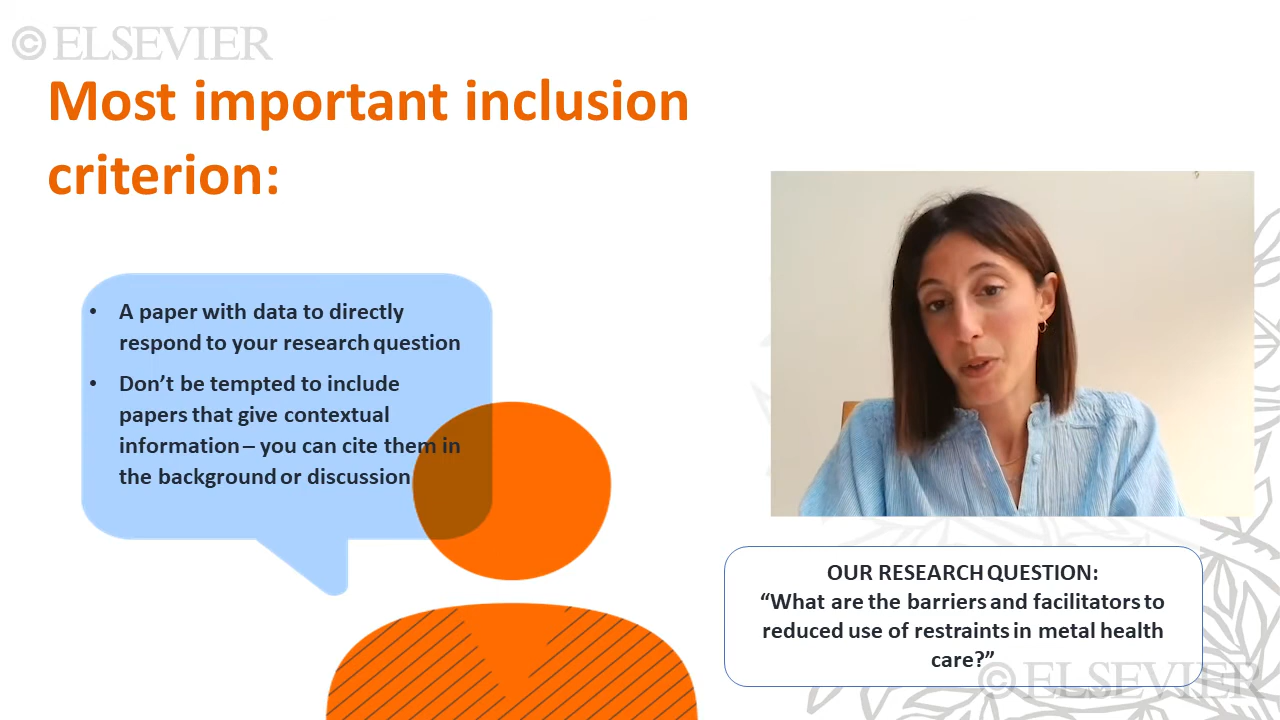 © ELSEVIER
Most important inclusion
criterion:
• A paper with data to directly
respond to your research question
• Don't be tempted to include
papers that give contextual
information – you can cite them in
the background or discussion
OUR RESEARCH QUESTION:
“What are the barriers and facilitators to
reduced use of restraints in metal health
care?”
© ELSEVIER